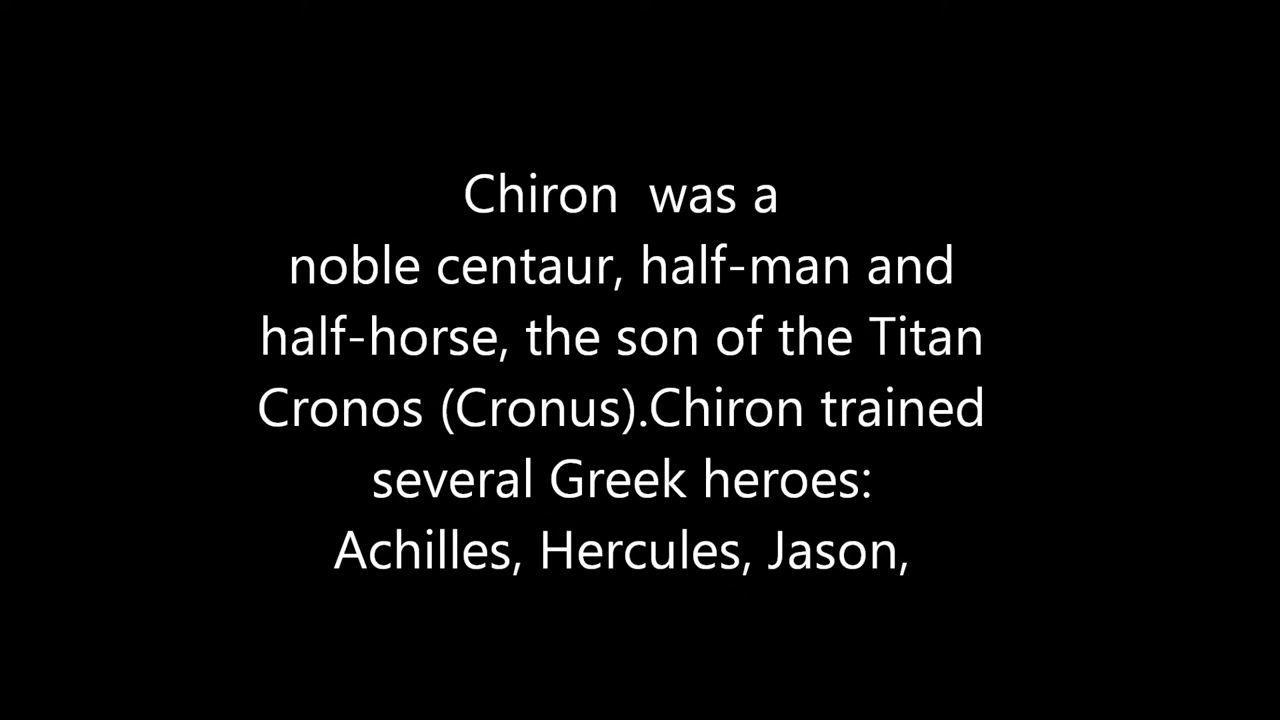 Chiron  was a
noble centaur, half-man and
half-horse, the son of the Titan
Cronos (Cronus).Chiron trained
several Greek heroes:
Achilles, Hercules, Jason,